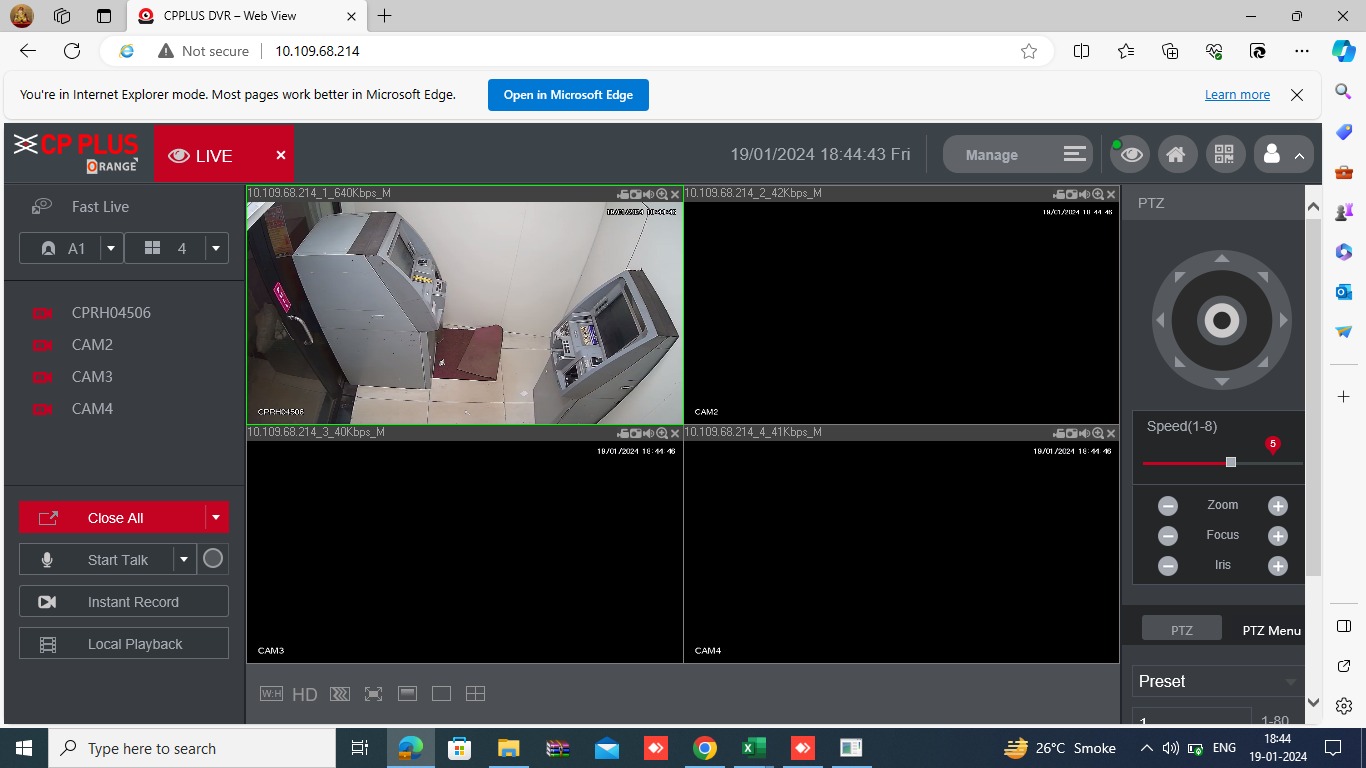 CPPLUS DVR – Web View
Not secure
10.109.68.214
You're in Internet Explorer mode. Most pages work better in Microsoft Edge.
Open in Microsoft Edge
Learn more
CP PLUS
ORANGE
LIVE
19/01/2024 18:44:43 Fri
Manage
Fast Live
A1
4
CPRH04506
CAM2
CAM3
CAM4
Close All
Start Talk
Instant Record
Local Playback
10.109.68.214_1_640Kbps_M
CPRH04506
10.109.68.214_2_42Kbps_M
19/01/2024 18:44:46
CAM2
10.109.68.214_3_40Kbps_M
19/01/2024 18:44:46
CAM3
10.109.68.214_4_41Kbps_M
19/01/2024 18:44:46
CAM4
W:H
HD
PTZ
Speed(1-8)
5
Zoom
Focus
Iris
PTZ
PTZ Menu
Preset
1
1-80
Type here to search
26°C Smoke
ENG
18:44
19-01-2024